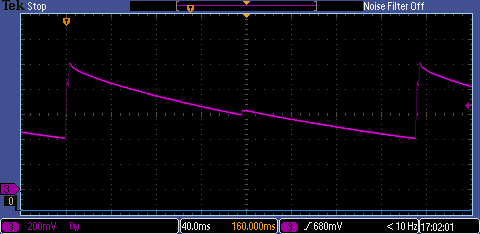 Tek Stop Noise Filter Off
T
3
0
3 200mV Bw 40.0ms 160.000ms 3 ∫ 680mV < 10 Hz 17:02:01